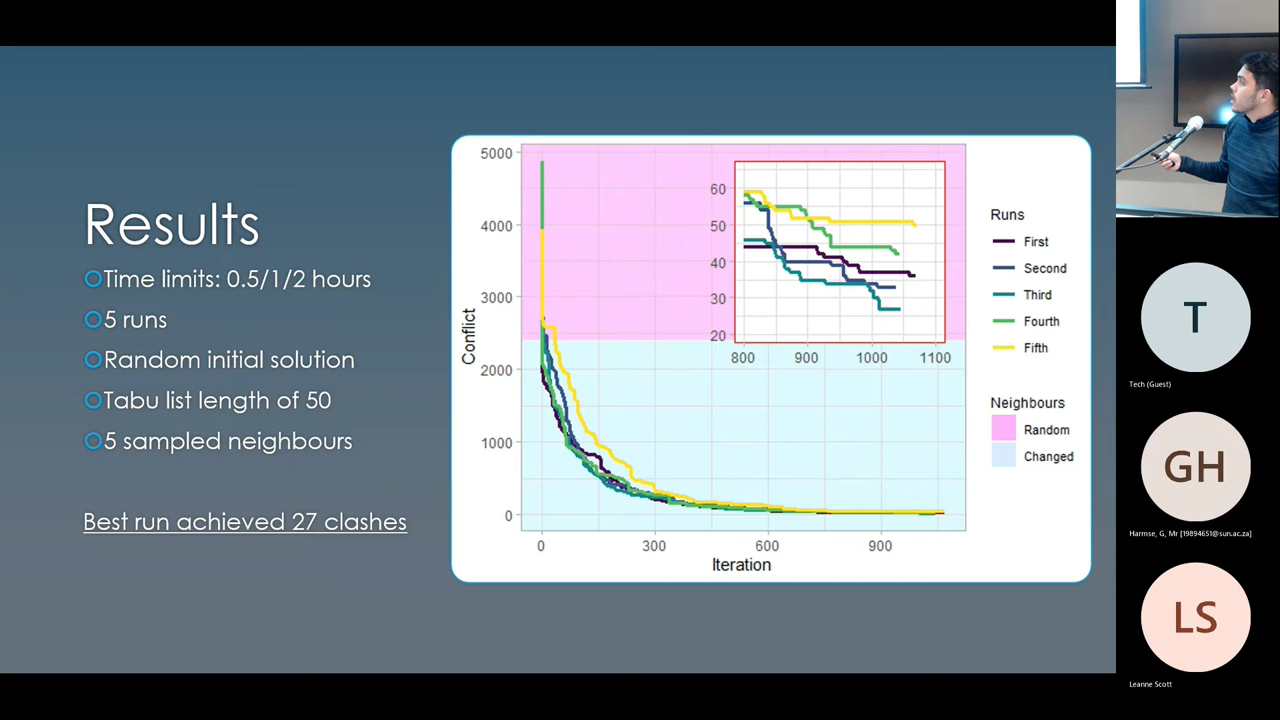 Results
Time limits: 0.5/1/2 hours
5 runs
Random initial solution
Tabu list length of 50
5 sampled neighbours
Best run achieved 27 clashes
5000
4000
3000
2000
1000
0
Conflict
0 300 600 900
Iteration
60
50
40
30
20
800 900 1000 1100
Runs
First
Second
Third
Fourth
Fifth
Neighbours
Random
Changed
T
Tech (Guest)
GH
Harmse, G, Mr [19894651@sun.ac.za]
LS
Leanne Scott